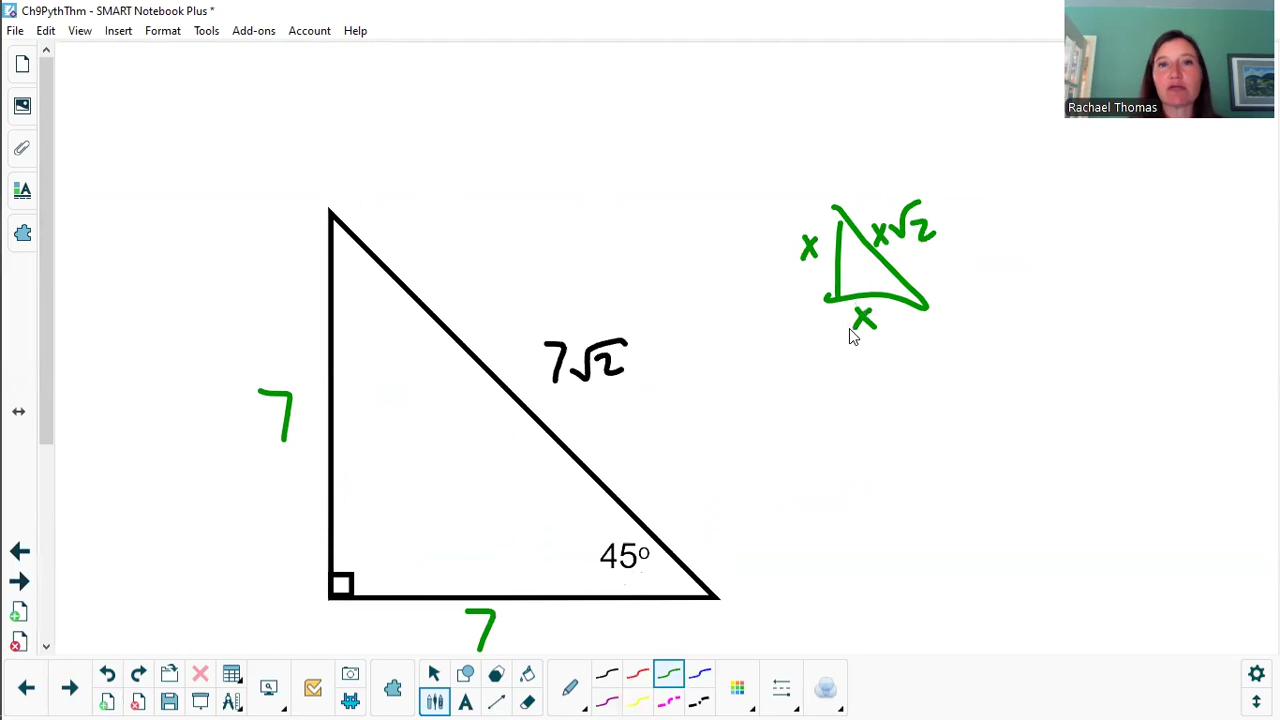 Ch9PythThm - SMART Notebook Plus *
File Edit View Insert Format Tools Add-ons Account Help
Rachael Thomas
x x√2
x
7√2
7
45º
7
A